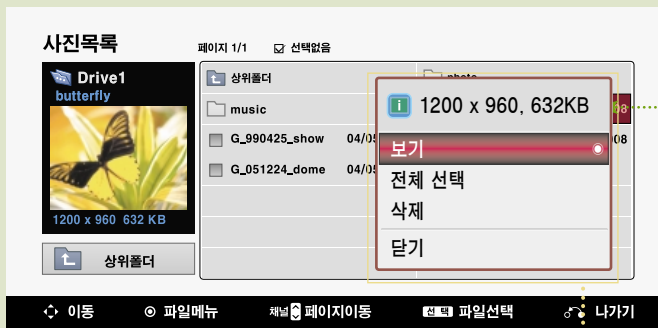 사진목록
페이지 1/1 선택없음
Drive1
butterfly
1200 x 960 632 KB
상위폴더
상위폴더
photo
music
08
G_990425_show 04/05
08
G_051224_dome 04/05
1200 x 960, 632KB
보기
전체 선택
삭제
닫기
이동
파일메뉴
채널 페이지이동
선택 파일선택
나가기